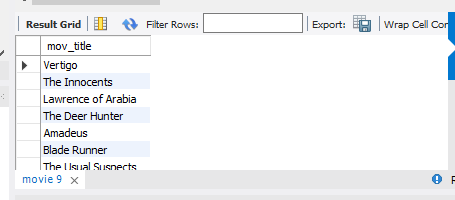 Result Grid Filter Rows: Export: Wrap Cell Con
mov_title
Vertigo
The Innocents
Lawrence of Arabia
The Deer Hunter
Amadeus
Blade Runner
The Usual Suspects
movie 9 ×